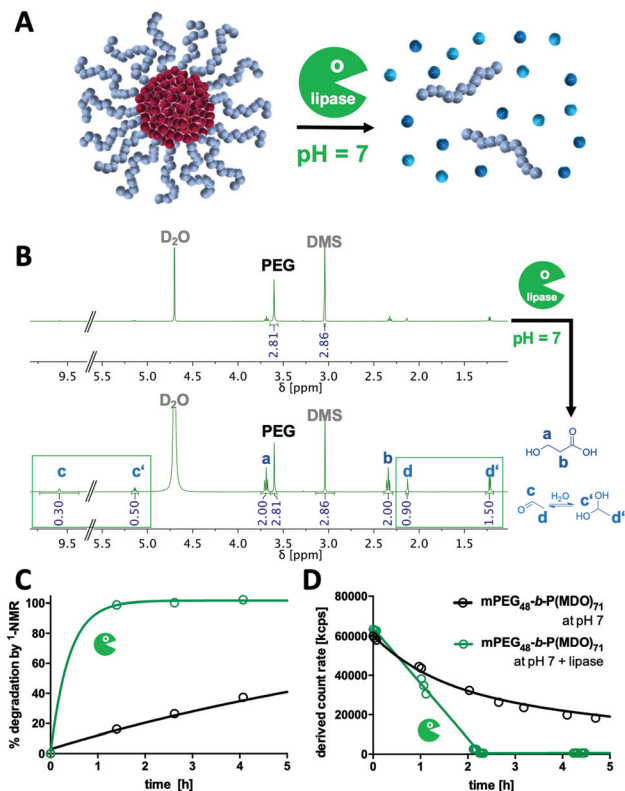 A
lipase
pH = 7
B
D₂O
PEG
DMS
2.81
2.86
9.5 5.5 5.0 4.5 4.0 3.5 3.0 2.5 2.0 1.5
δ [ppm]
lipase
pH = 7
D₂O
c c' a PEG DMS b d d'
0.30 0.50 2.00 2.81 2.86 2.00 0.90 1.50
9.5 5.5 5.0 4.5 4.0 3.5 3.0 2.5 2.0 1.5
δ [ppm]
a O
HO OH
b
c H₂O c' OH
O d HO d'
C
% degradation by ¹-NMR
100
80
60
40
20
0
0 1 2 3 4 5
time [h]
D
derived count rate [kcps]
80000
60000
40000
20000
0
0 1 2 3 4 5
time [h]
mPEG₄₈-b-P(MDO)₇₁
at pH 7
mPEG₄₈-b-P(MDO)₇₁
at pH 7 + lipase